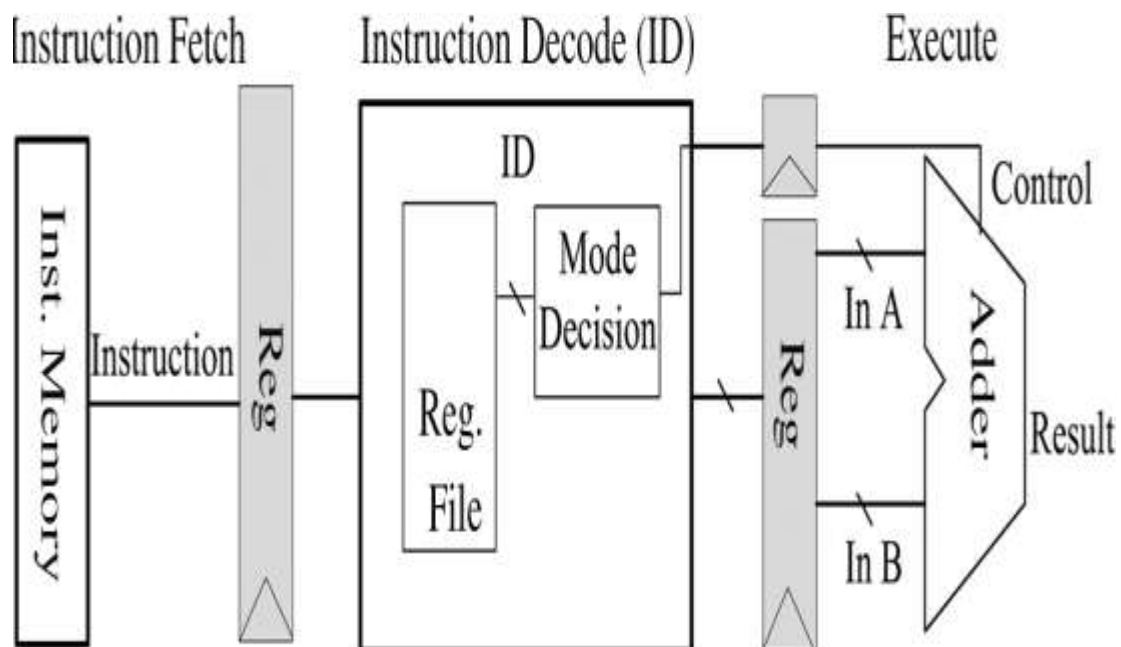 Instruction Fetch
Instruction Decode (ID)
Execute
Inst. Memory
Instruction
Reg
ID
Reg.
File
Mode
Decision
Reg
Control
In A
In B
Adder
Result